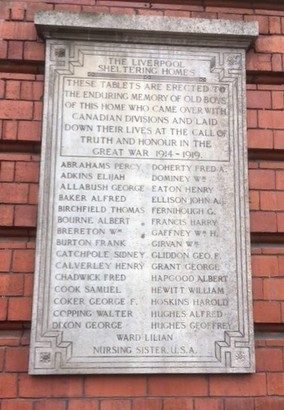 THE LIVERPOOL
SHELTERING HOMES
THESE TABLETS ARE ERECTED TO
THE ENDURING MEMORY OF OLD BOYS
OF THIS HOME WHO CAME OVER WITH
CANADIAN DIVISIONS AND LAID
DOWN THEIR LIVES AT THE CALL OF
TRUTH AND HONOUR IN THE
GREAT WAR 1914-1919.
ABRAHAMS PERCY
ADKINS ELIJAH
ALLABUSH GEORGE
BAKER ALFRED
BIRCHFIELD THOMAS
BOURNE ALBERT
BRERETON Wm
BURTON FRANK
CATCHPOLE SIDNEY
CALVERLEY HENRY
CHADWICK FRED
COOK SAMUEL
COKER GEORGE F.
COPPING WALTER
DIXON GEORGE
DOHERTY FRED A.
DOMINEY Wm
EATON HENRY
ELLISON JOHN A.
FERNIHOUGH G.
FRANCIS HARRY
GAFFNEY Wm H.
GIRVAN Wm
GLIDDON GEO. F.
GRANT GEORGE
HAPGOOD ALBERT
HEWITT WILLIAM
HOSKINS HAROLD
HUGHES ALFRED
HUGHES GEOFFREY
WARD LILIAN
NURSING SISTER, U.S.A.